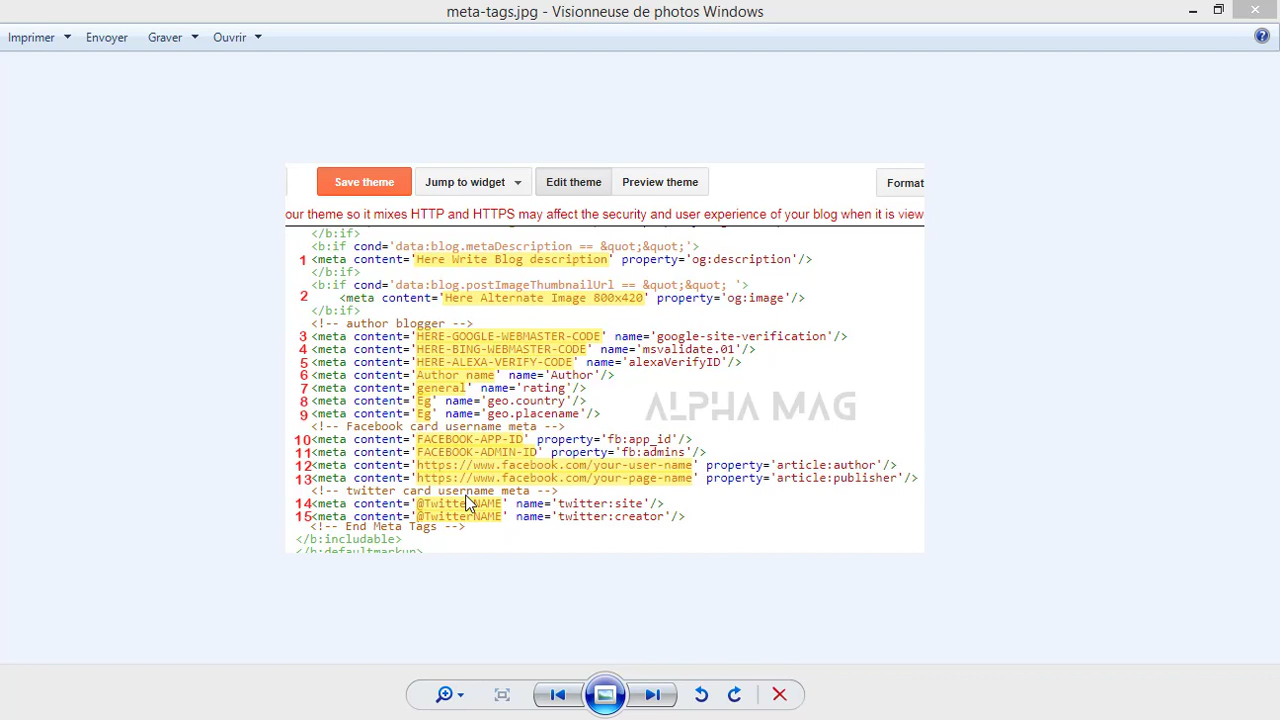 meta-tags.jpg - Visionneuse de photos Windows
Imprimer Envoyer Graver Ouvrir
Save theme Jump to widget Edit theme Preview theme Format
our theme so it mixes HTTP and HTTPS may affect the security and user experience of your blog when it is view
</b:if>
<b:if cond='data:blog.metaDescription == &quot;&quot;'>
1 <meta content='Here Write Blog description' property='og:description'/>
</b:if>
<b:if cond='data:blog.postImageThumbnailUrl == &quot;&quot; '>
2 <meta content='Here Alternate Image 800x420' property='og:image'/>
</b:if>
<!-- author blogger -->
3 <meta content='HERE-GOOGLE-WEBMASTER-CODE' name='google-site-verification'/>
4 <meta content='HERE-BING-WEBMASTER-CODE' name='msvalidate.01'/>
5 <meta content='HERE-ALEXA-VERIFY-CODE' name='alexaVerifyID'/>
6 <meta content='Author name' name='Author'/>
7 <meta content='general' name='rating'/>
8 <meta content='Eg' name='geo.country'/>
9 <meta content='Eg' name='geo.placename'/>
ALPHA MAG
<!-- Facebook card username meta -->
10 <meta content='FACEBOOK-APP-ID' property='fb:app_id'/>
11 <meta content='FACEBOOK-ADMIN-ID' property='fb:admins'/>
12 <meta content='https://www.facebook.com/your-user-name' property='article:author'/>
13 <meta content='https://www.facebook.com/your-page-name' property='article:publisher'/>
<!-- twitter card username meta -->
14 <meta content='@TwitterNAME' name='twitter:site'/>
15 <meta content='@TwitterNAME' name='twitter:creator'/>
<!-- End Meta Tags -->
</b:includable>
</b:defaultmarkup>